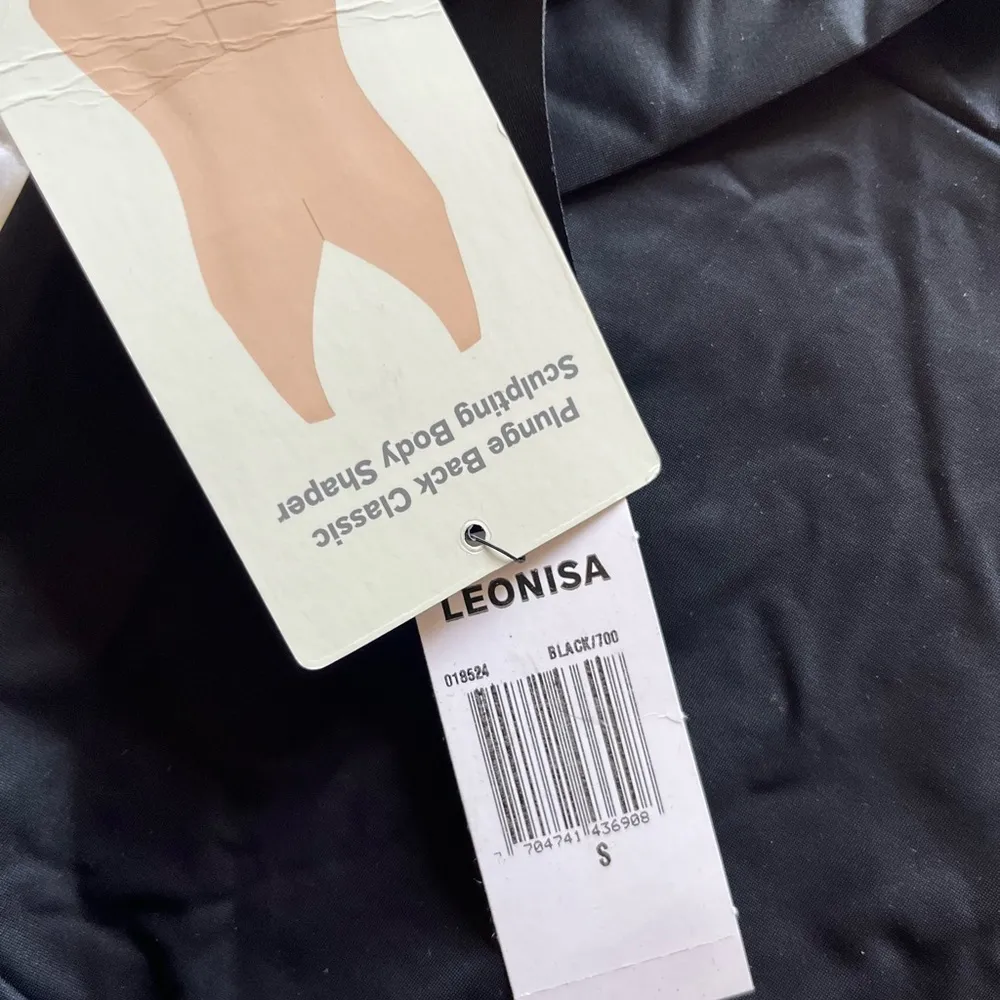 Plunge Back Classic
Sculpting Body Shaper
LEONISA
018524 BLACK/700
7 704741 436908
S